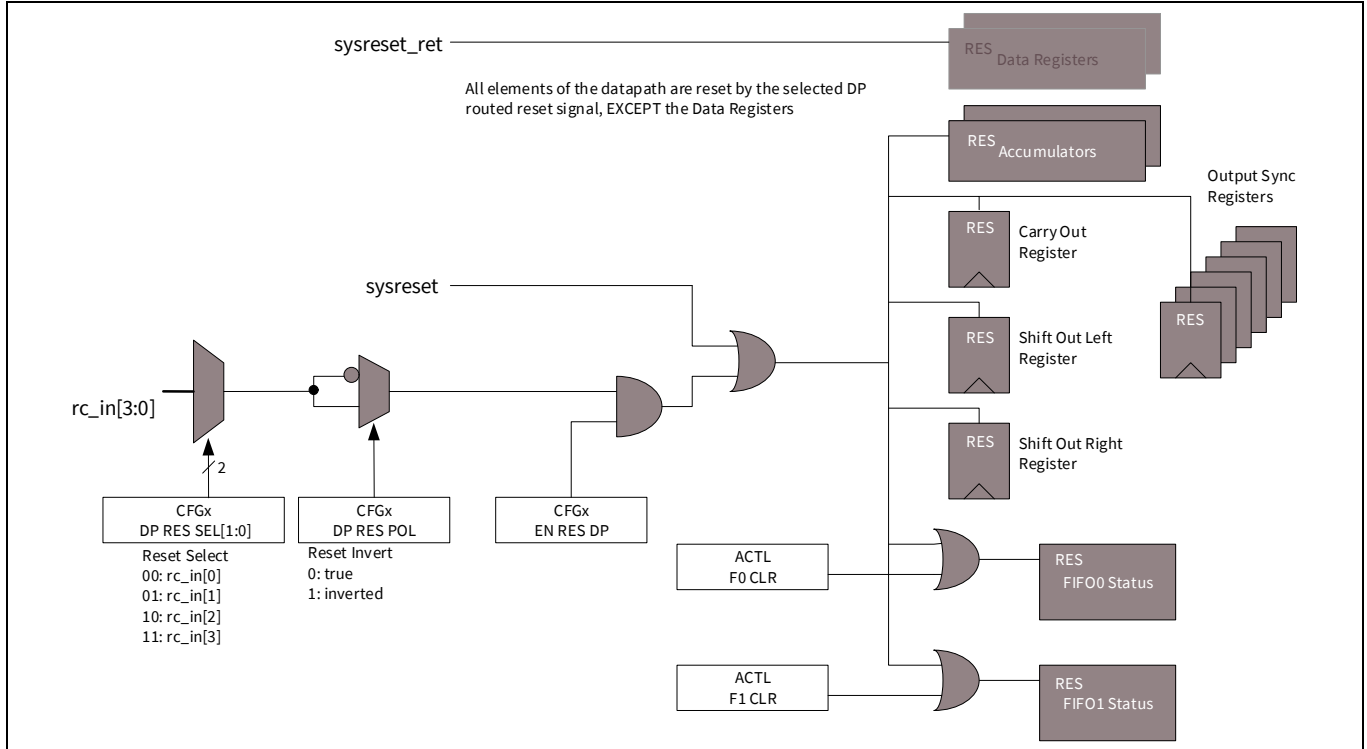 sysreset_ret
RES
Data Registers
All elements of the datapath are reset by the selected DP
routed reset signal, EXCEPT the Data Registers
RES
Accumulators
Output Sync
Registers
RES
Carry Out
Register
sysreset
RES
Shift Out Left
Register
RES
rc_in[3:0]
2
RES
Shift Out Right
Register
CFGx
DP RES SEL[1:0]
CFGx
DP RES POL
CFGx
EN RES DP
Reset Select
00: rc_in[0]
01: rc_in[1]
10: rc_in[2]
11: rc_in[3]
Reset Invert
0: true
1: inverted
ACTL
F0 CLR
RES
FIFO0 Status
ACTL
F1 CLR
RES
FIFO1 Status